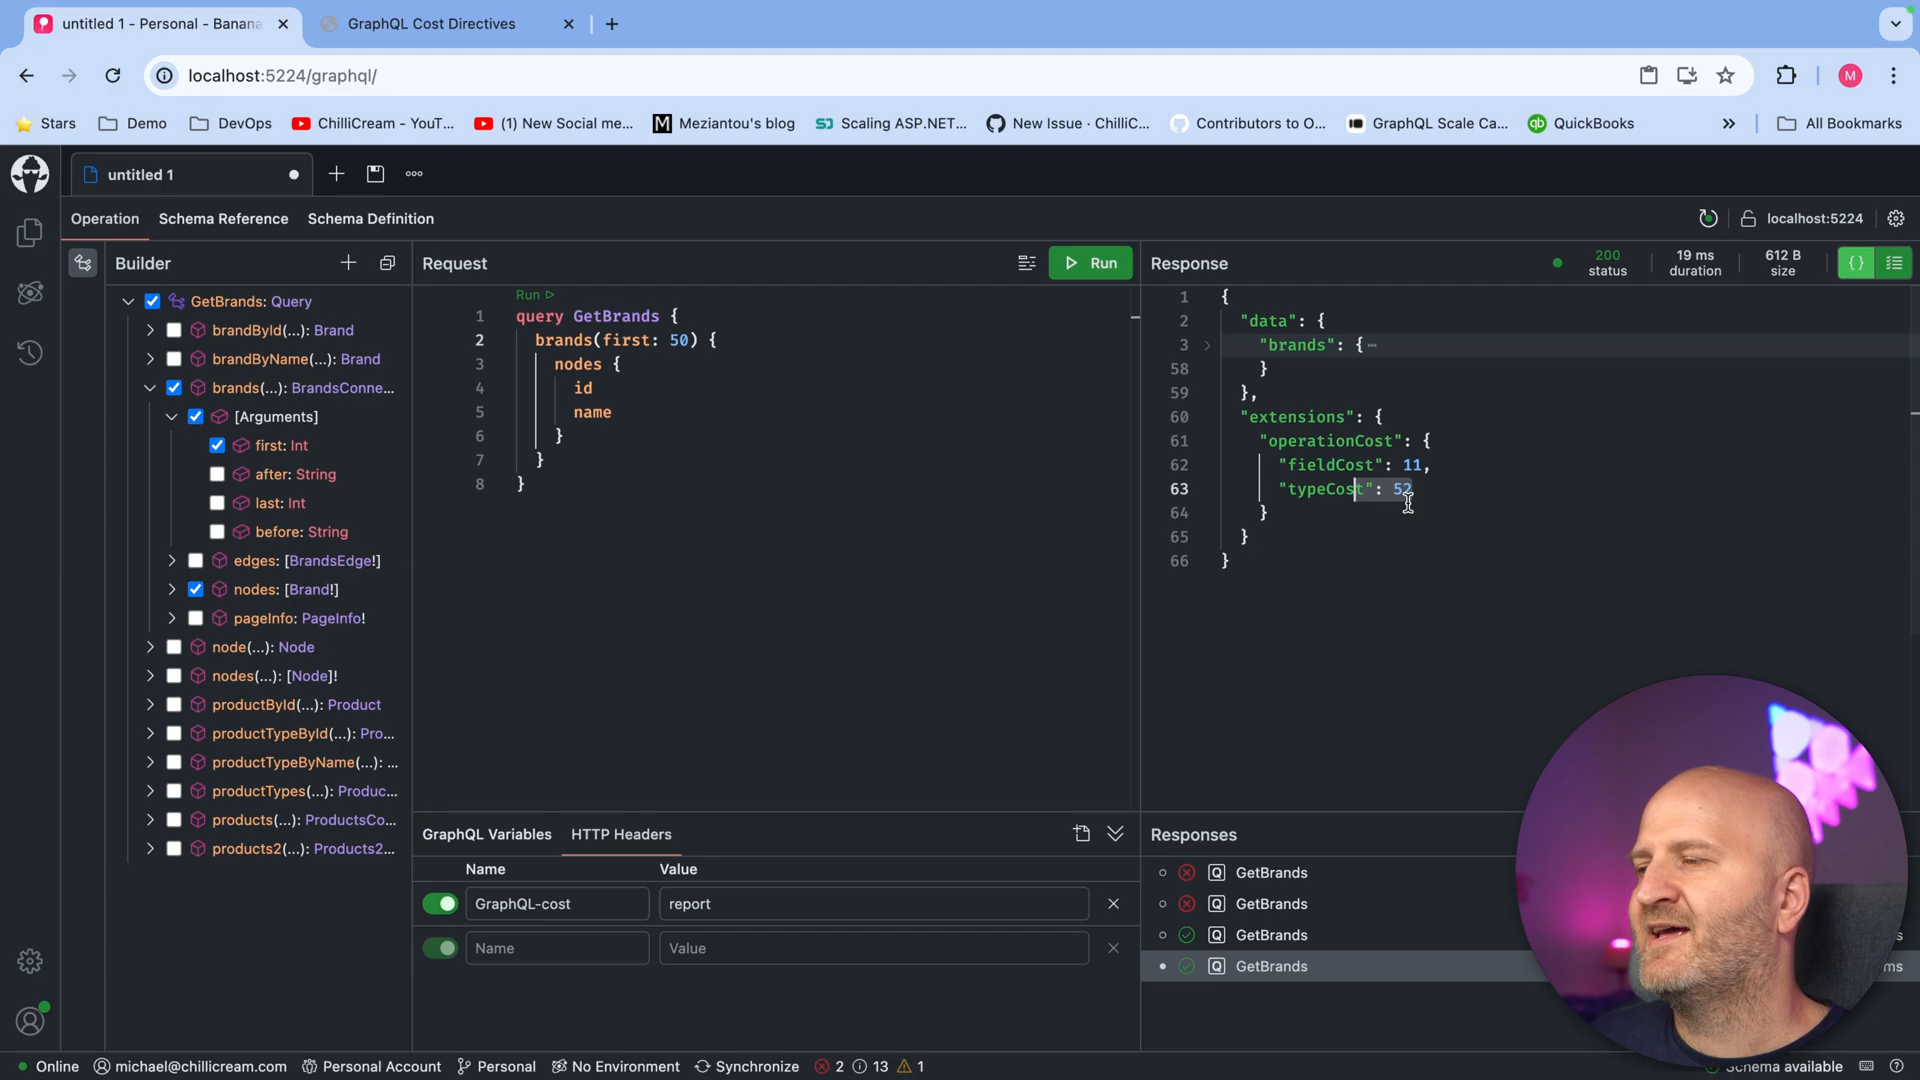 untitled 1 - Personal - Banana
GraphQL Cost Directives
localhost:5224/graphql/
M
Stars
Demo
DevOps
ChilliCream - YouT...
(1) New Social me...
Meziantou's blog
Scaling ASP.NET...
New Issue · ChilliC...
Contributors to O...
GraphQL Scale Ca...
QuickBooks
All Bookmarks
untitled 1
Operation
Schema Reference
Schema Definition
localhost:5224
Builder
GetBrands: Query
brandById(...): Brand
brandByName(...): Brand
brands(...): BrandsConne...
[Arguments]
first: Int
after: String
last: Int
before: String
edges: [BrandsEdge!]
nodes: [Brand!]
pageInfo: PageInfo!
node(...): Node
nodes(...): [Node]!
productById(...): Product
productTypeById(...): Pro...
productTypeByName(...): ...
productTypes(...): Produc...
products(...): ProductsCo...
products2(...): Products2...
Request
Run
Run
1 query GetBrands {
2 brands(first: 50) {
3 nodes {
4 id
5 name
6 }
7 }
8 }
GraphQL Variables
HTTP Headers
Name Value
GraphQL-cost report
Name Value
Response
200 status
19 ms duration
612 B size
{ }
1 {
2 "data": {
3 "brands": { ⋯
58 }
59 },
60 "extensions": {
61 "operationCost": {
62 "fieldCost": 11,
63 "typeCost": 52
64 }
65 }
66 }
Responses
Q GetBrands
Q GetBrands
Q GetBrands s
Q GetBrands ms
Online
michael@chillicream.com
Personal Account
Personal
No Environment
Synchronize
2
13
1
Schema available